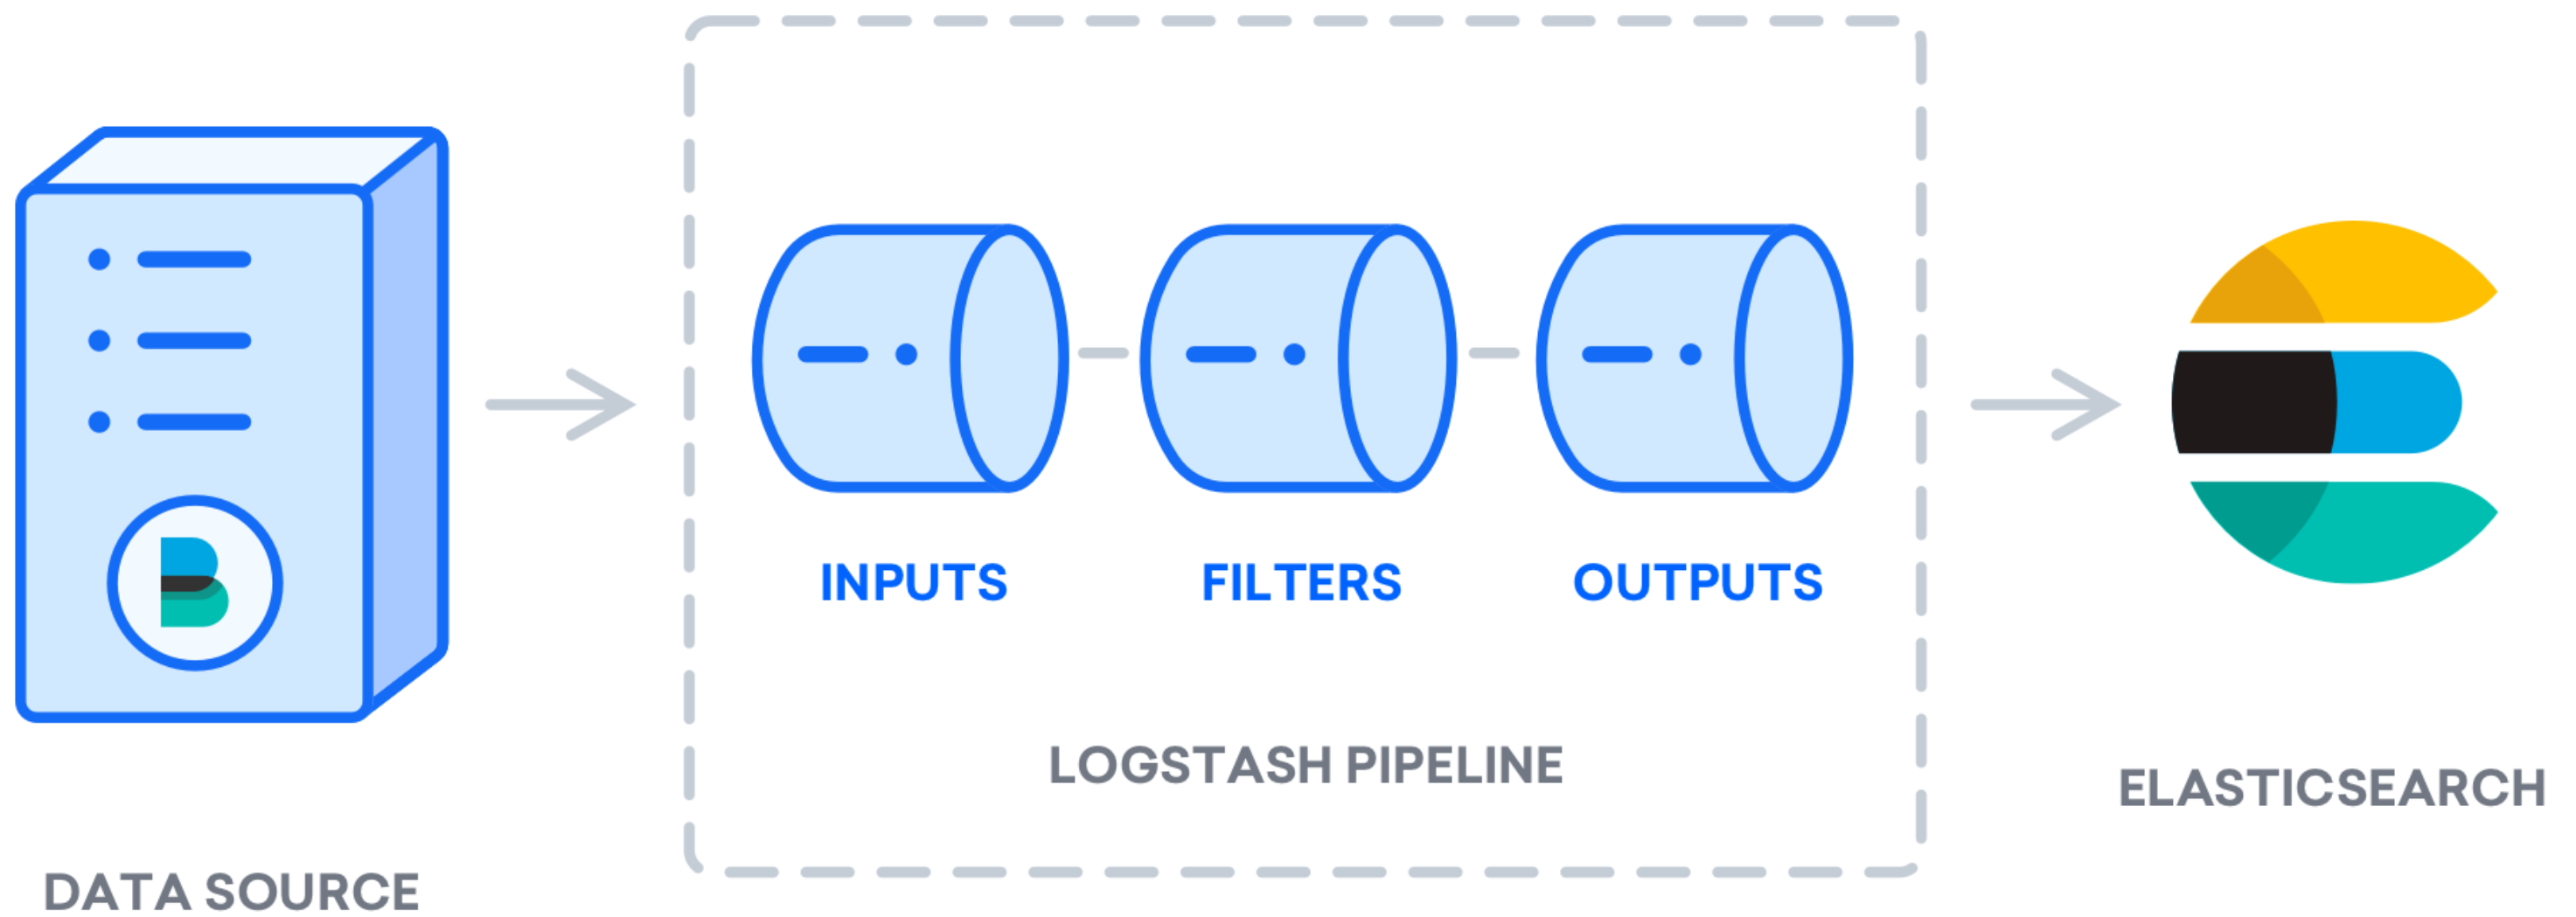 INPUTS
FILTERS
OUTPUTS
LOGSTASH PIPELINE
ELASTICSEARCH
DATA SOURCE